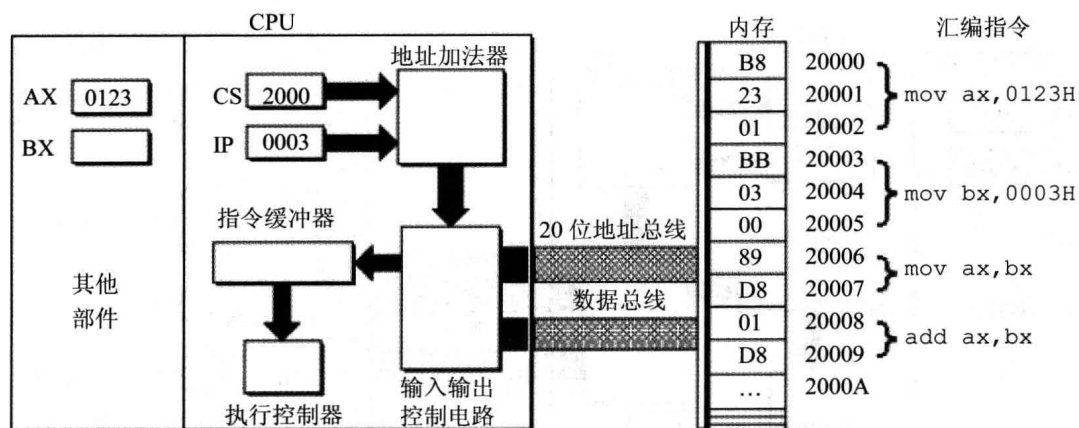 CPU
内存
汇编指令
AX 0123
BX
其他
部件
地址加法器
CS 2000
IP 0003
指令缓冲器
执行控制器
输入输出
控制电路
20 位地址总线
数据总线
B8 20000
23 20001 mov ax,0123H
01 20002
BB 20003
03 20004 mov bx,0003H
00 20005
89 20006
mov ax,bx
D8 20007
01 20008
add ax,bx
D8 20009
… 2000A